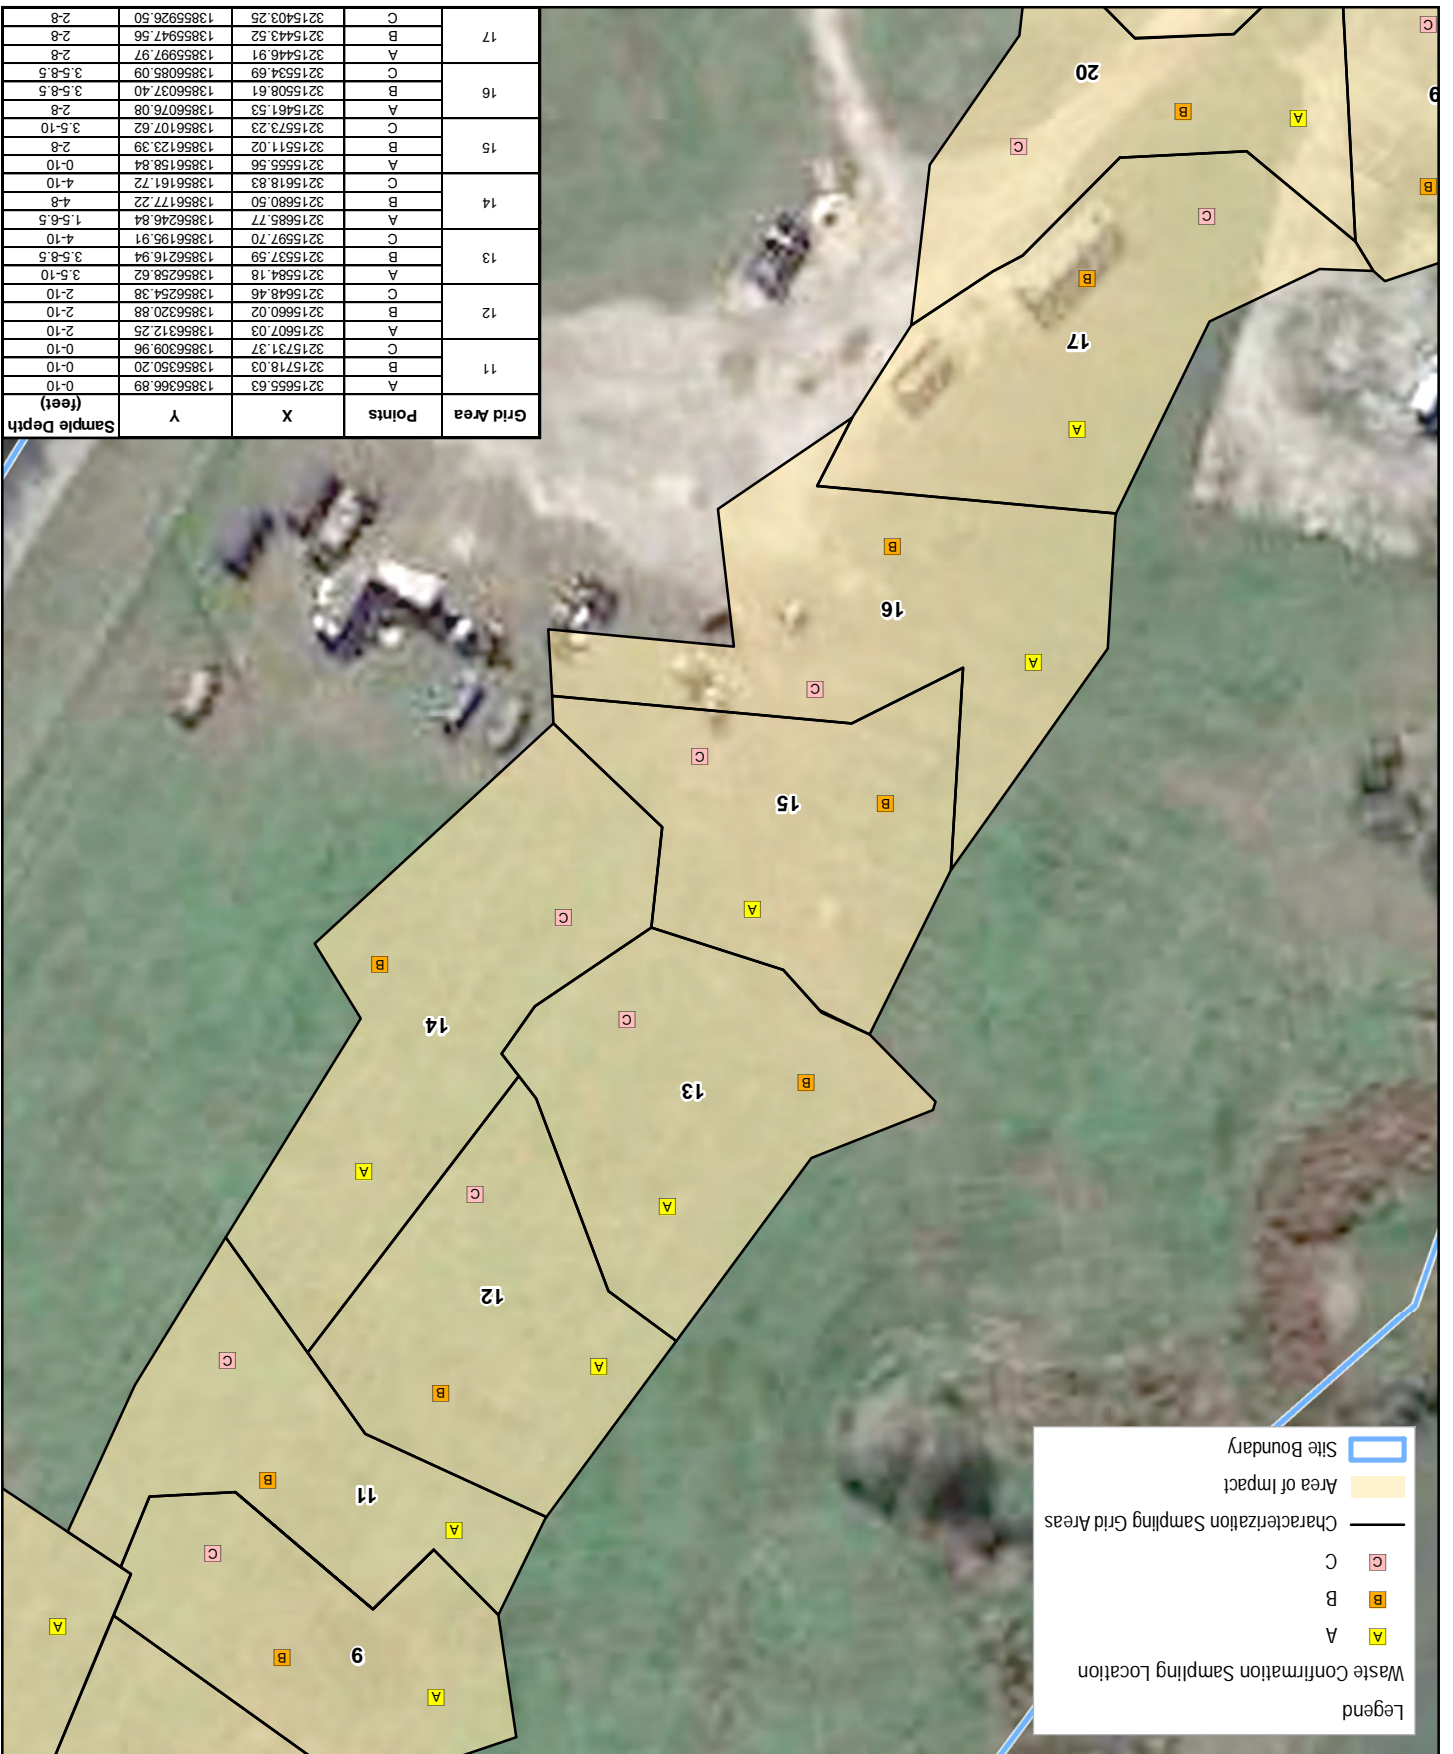 Legend
Waste Confirmation Sampling Location
A A
B B
C C
Characterization Sampling Grid Areas
Area of Impact
Site Boundary
A
6
B
A
C
A
11
B
B
A
C
12
A
C
A
13
B
14
C
B
C
A
B
15
C
C
A
16
B
A
17
B
C
B
C
A
B
9
20
C
Grid Area Points X Y Sample Depth (feet)
11 A 3215655.63 13856366.89 0-10
B 3215718.03 13856350.20 0-10
C 3215731.37 13856309.96 0-10
12 A 3215607.03 13856312.25 2-10
B 3215660.02 13856320.88 2-10
C 3215648.46 13856254.38 2-10
13 A 3215584.18 13856258.62 3.5-10
B 3215537.59 13856216.94 3.5-8.5
C 3215597.70 13856195.91 4-10
14 A 3215685.77 13856246.84 1.5-6.5
B 3215680.50 13856177.22 4-8
C 3215618.83 13856161.72 4-10
15 A 3215555.56 13856158.84 0-10
B 3215511.02 13856123.39 2-8
C 3215573.23 13856107.62 3.5-10
16 A 3215461.53 13856076.08 2-8
B 3215508.61 13856037.40 3.5-8.5
C 3215534.69 13856085.09 3.5-8.5
17 A 3215446.91 13855997.97 2-8
B 3215443.52 13855947.56 2-8
C 3215403.25 13855926.50 2-8